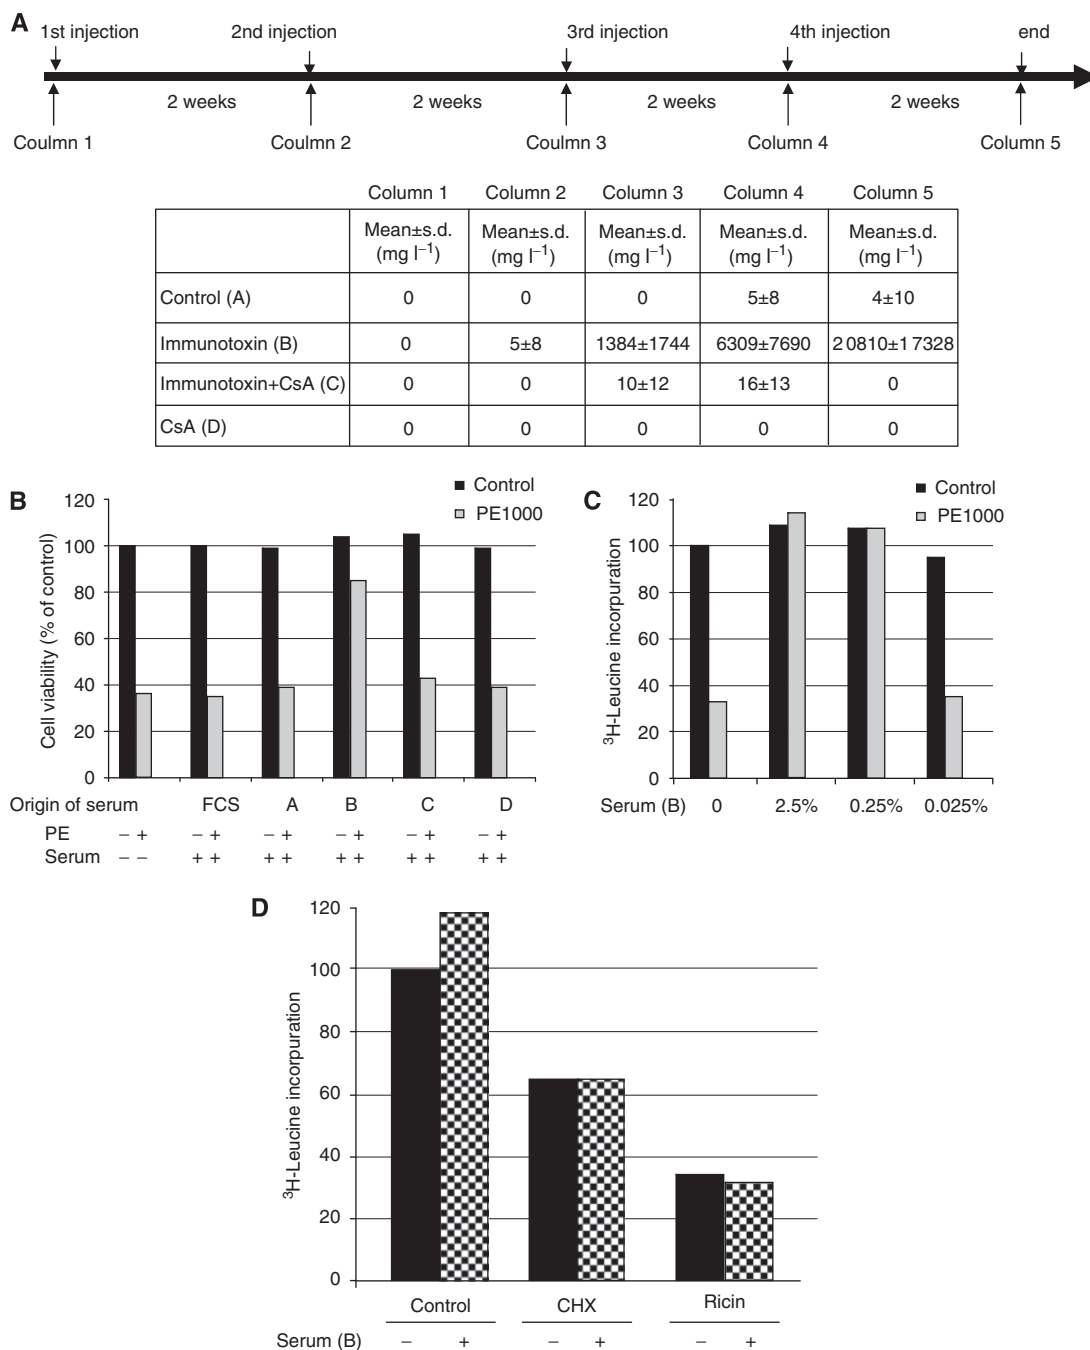 A
1st injection 2nd injection 3rd injection 4th injection end
2 weeks 2 weeks 2 weeks 2 weeks
Coulmn 1 Coulmn 2 Coulmn 3 Column 4 Column 5
Column 1 Column 2 Column 3 Column 4 Column 5
Mean±s.d. Mean±s.d. Mean±s.d. Mean±s.d. Mean±s.d.
(mg l⁻¹) (mg l⁻¹) (mg l⁻¹) (mg l⁻¹) (mg l⁻¹)
Control (A) 0 0 0 5±8 4±10
Immunotoxin (B) 0 5±8 1384±1744 6309±7690 20810±17328
Immunotoxin+CsA (C) 0 0 10±12 16±13 0
CsA (D) 0 0 0 0 0
B
Control
PE1000
Cell viability (% of control)
120
100
80
60
40
20
0
Origin of serum FCS A B C D
PE − + − + − + − + − + − +
Serum − − + + + + + + + + + +
C
Control
PE1000
³H-Leucine incorpuration
120
100
80
60
40
20
0
Serum (B) 0 2.5% 0.25% 0.025%
D
³H-Leucine incorpuration
120
100
80
60
40
20
0
Control CHX Ricin
Serum (B) − + − + − +